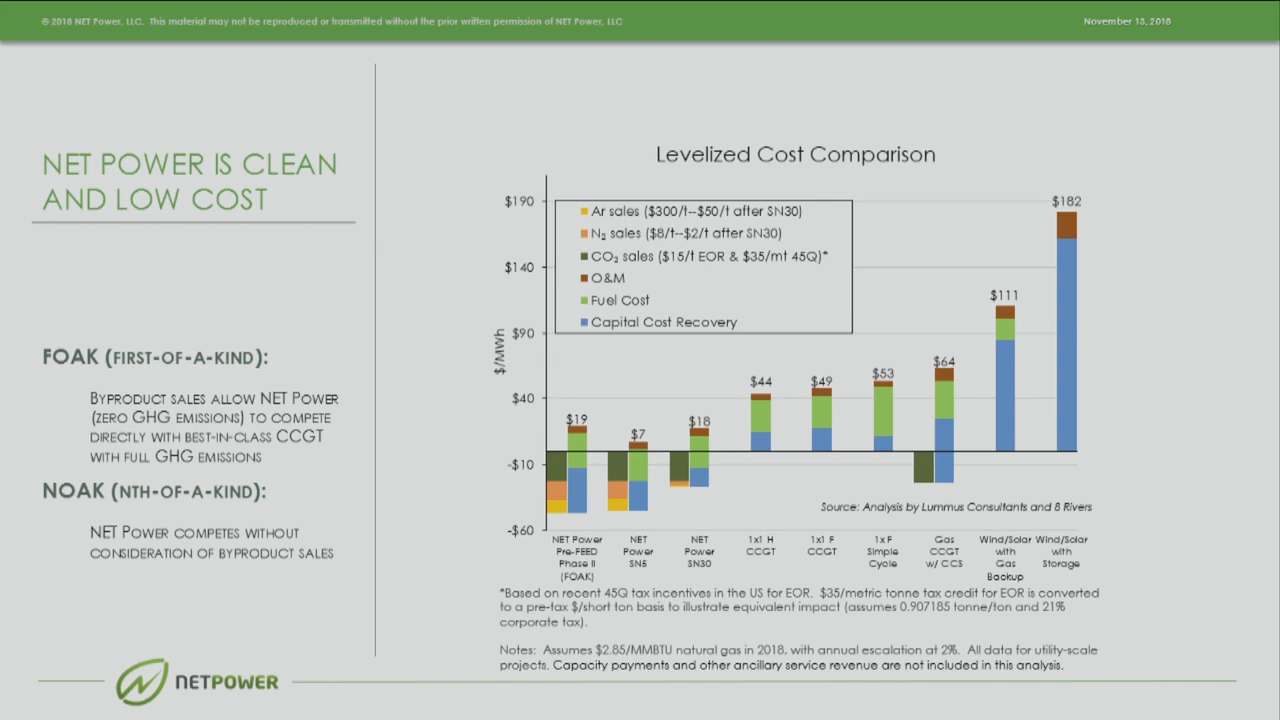 © 2018 NET Power, LLC. This material may not be reproduced or transmitted without the prior written permission of NET Power, LLC
November 13, 2018
NET POWER IS CLEAN
AND LOW COST
FOAK (FIRST-OF-A-KIND):
BYPRODUCT SALES ALLOW NET POWER
(ZERO GHG EMISSIONS) TO COMPETE
DIRECTLY WITH BEST-IN-CLASS CCGT
WITH FULL GHG EMISSIONS
NOAK (NTH-OF-A-KIND):
NET POWER COMPETES WITHOUT
CONSIDERATION OF BYPRODUCT SALES
NETPOWER
Levelized Cost Comparison
$/MWh
$190
$140
$90
$40
-$10
-$60
Ar sales ($300/t--$50/t after SN30)
N₂ sales ($8/t--$2/t after SN30)
CO₂ sales ($15/t EOR & $35/mt 45Q)*
O&M
Fuel Cost
Capital Cost Recovery
$19
$7
$18
$44
$49
$53
$64
$111
$182
Source: Analysis by Lummus Consultants and 8 Rivers
NET Power
Pre-FEED
Phase II
(FOAK)
NET
Power
SN5
NET
Power
SN30
1x1 H
CCGT
1x1 F
CCGT
1x F
Simple
Cycle
Gas
CCGT
w/ CCS
Wind/Solar
with
Gas
Backup
Wind/Solar
with
Storage
*Based on recent 45Q tax incentives in the US for EOR. $35/metric tonne tax credit for EOR is converted
to a pre-tax $/short ton basis to illustrate equivalent impact (assumes 0.907185 tonne/ton and 21%
corporate tax).
Notes: Assumes $2.85/MMBTU natural gas in 2018, with annual escalation at 2%. All data for utility-scale
projects. Capacity payments and other ancillary service revenue are not included in this analysis.